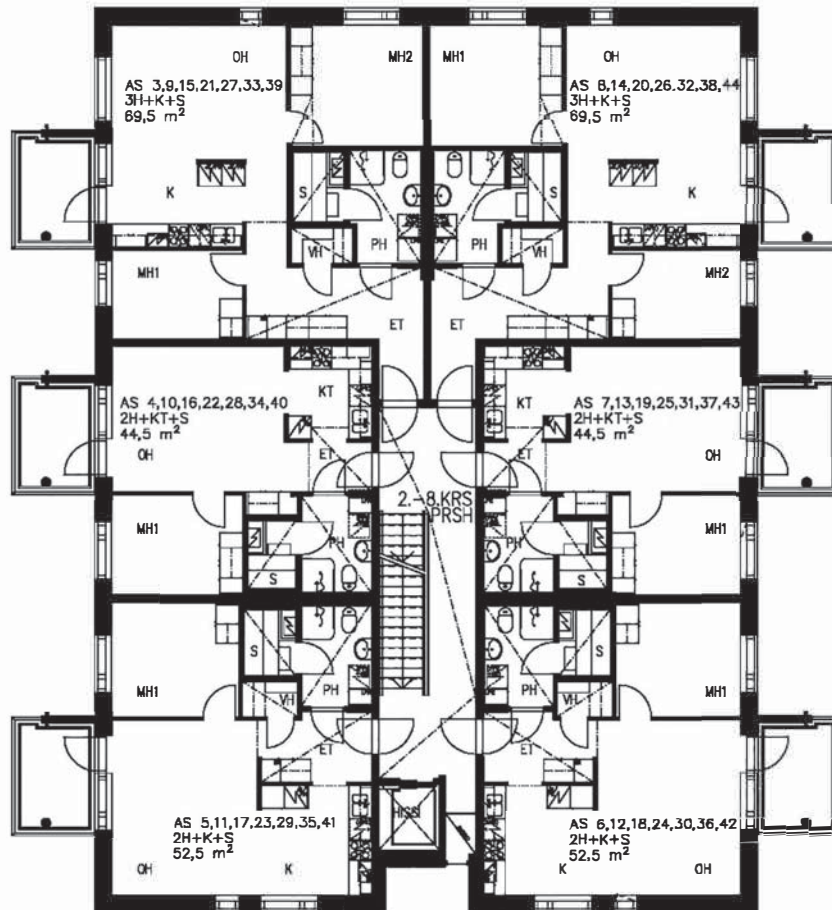 OH
MH2
MH1
OH
AS 3,9,15,21,27,33,39
3H+K+S
69,5 m²
AS 8,14,20,26,32,38,44
3H+K+S
69,5 m²
K
S
S
K
VH
PH
PH
VH
MH1
MH2
ET
ET
KT
KT
AS 4,10,16,22,28,34,40
2H+KT+S
44,5 m²
AS 7,13,19,25,31,37,43
2H+KT+S
44,5 m²
OH
ET
ET
OH
2.-8.KRS
PRSH
MH1
PH
PH
MH1
S
S
S
S
MH1
VH
PH
PH
VH
MH1
ET
ET
HISSI
AS 5,11,17,23,29,35,41
2H+K+S
52,5 m²
AS 6,12,18,24,30,36,42
2H+K+S
52,5 m²
OH
K
K
OH